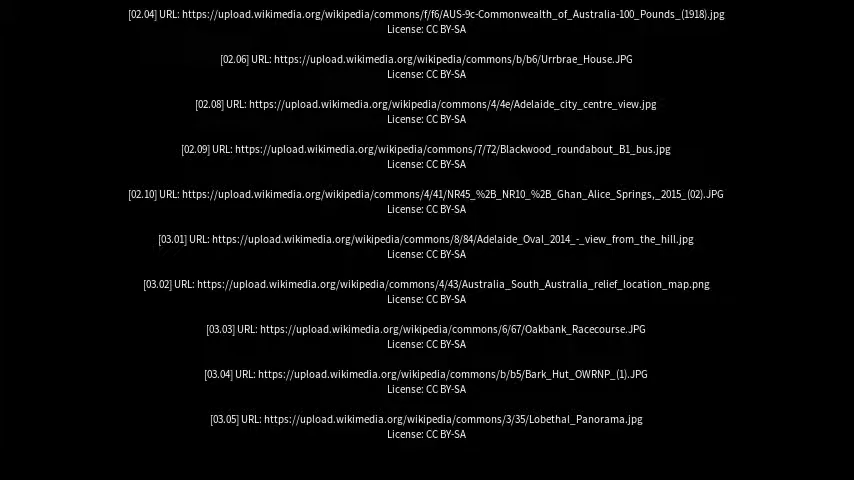 [02.04] URL: https://upload.wikimedia.org/wikipedia/commons/f/f6/AUS-9c-Commonwealth_of_Australia-100_Pounds_(1918).jpg
License: CC BY-SA
[02.06] URL: https://upload.wikimedia.org/wikipedia/commons/b/b6/Urrbrae_House.JPG
License: CC BY-SA
[02.08] URL: https://upload.wikimedia.org/wikipedia/commons/4/4e/Adelaide_city_centre_view.jpg
License: CC BY-SA
[02.09] URL: https://upload.wikimedia.org/wikipedia/commons/7/72/Blackwood_roundabout_B1_bus.jpg
License: CC BY-SA
[02.10] URL: https://upload.wikimedia.org/wikipedia/commons/4/41/NR45_%2B_NR10_%2B_Ghan_Alice_Springs,_2015_(02).JPG
License: CC BY-SA
[03.01] URL: https://upload.wikimedia.org/wikipedia/commons/8/84/Adelaide_Oval_2014_-_view_from_the_hill.jpg
License: CC BY-SA
[03.02] URL: https://upload.wikimedia.org/wikipedia/commons/4/43/Australia_South_Australia_relief_location_map.png
License: CC BY-SA
[03.03] URL: https://upload.wikimedia.org/wikipedia/commons/6/67/Oakbank_Racecourse.JPG
License: CC BY-SA
[03.04] URL: https://upload.wikimedia.org/wikipedia/commons/b/b5/Bark_Hut_OWRNP_(1).JPG
License: CC BY-SA
[03.05] URL: https://upload.wikimedia.org/wikipedia/commons/3/35/Lobethal_Panorama.jpg
License: CC BY-SA